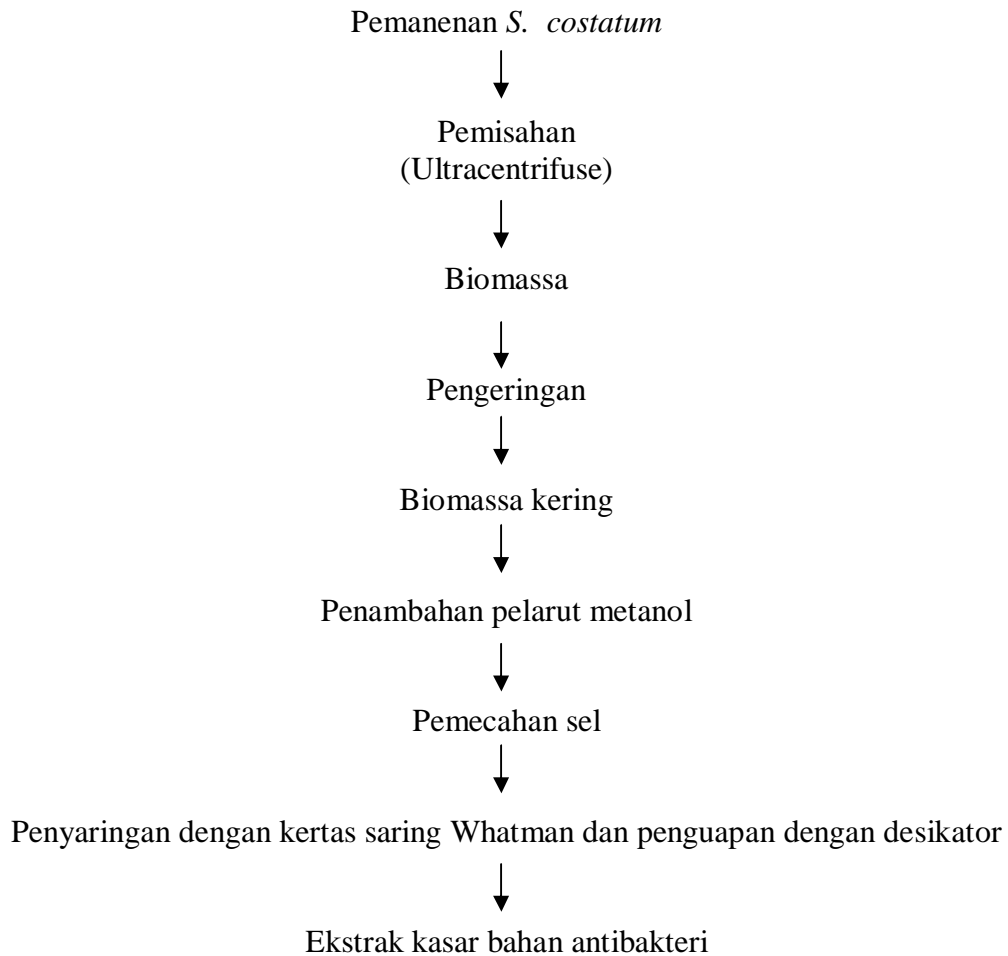 Pemanenan S. costatum
Pemisahan
(Ultracentrifuse)
Biomassa
Pengeringan
Biomassa kering
Penambahan pelarut metanol
Pemecahan sel
Penyaringan dengan kertas saring Whatman dan penguapan dengan desikator
Ekstrak kasar bahan antibakteri